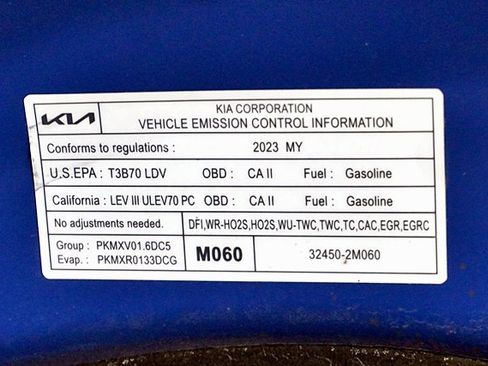 KIA
KIA CORPORATION
VEHICLE EMISSION CONTROL INFORMATION
Conforms to regulations : 2023 MY
U.S.EPA : T3B70 LDV OBD : CA II Fuel : Gasoline
California : LEV III ULEV70 PC OBD : CA II Fuel : Gasoline
No adjustments needed. DFI,WR-HO2S,HO2S,WU-TWC,TWC,TC,CAC,EGR,EGRC
Group : PKMXV01.6DC5
Evap. : PKMXR0133DCG
M060
32450-2M060